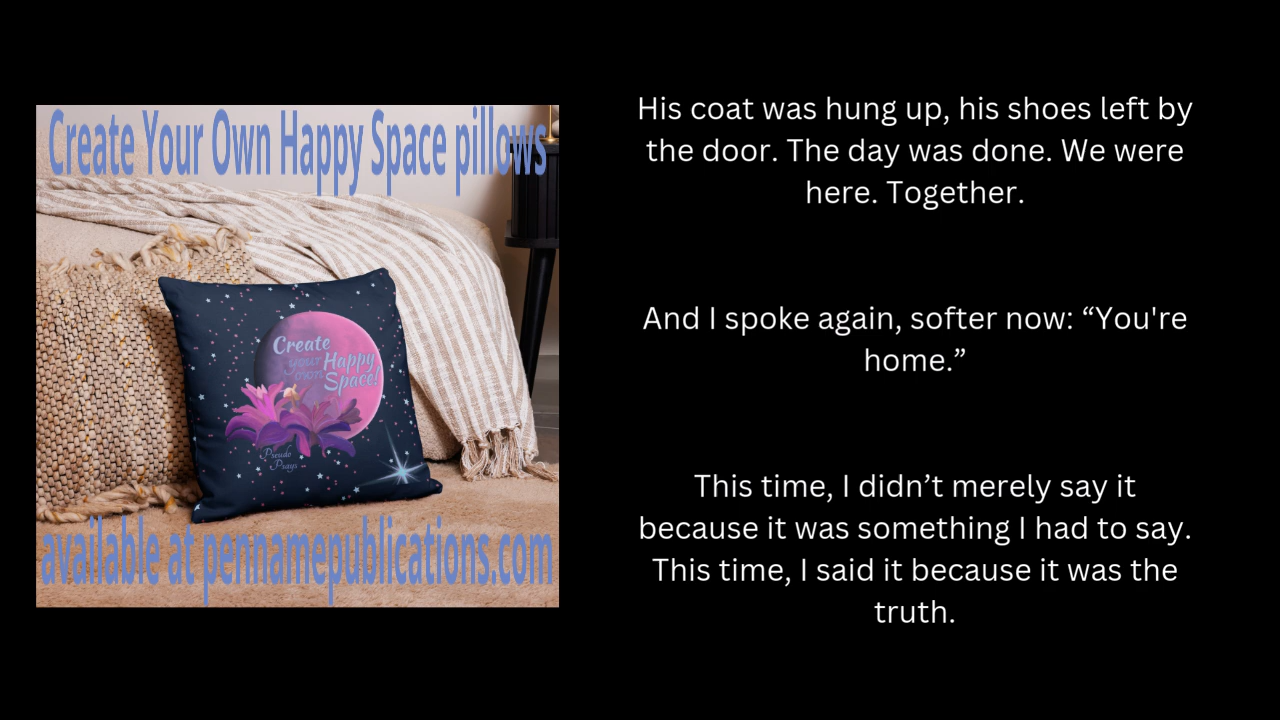 Create Your Own Happy Space pillows
Create
your Happy
own Space!
Pseudo
Psays
available at pennamepublications.com
His coat was hung up, his shoes left by
the door. The day was done. We were
here. Together.
And I spoke again, softer now: “You're
home.”
This time, I didn’t merely say it
because it was something I had to say.
This time, I said it because it was the
truth.